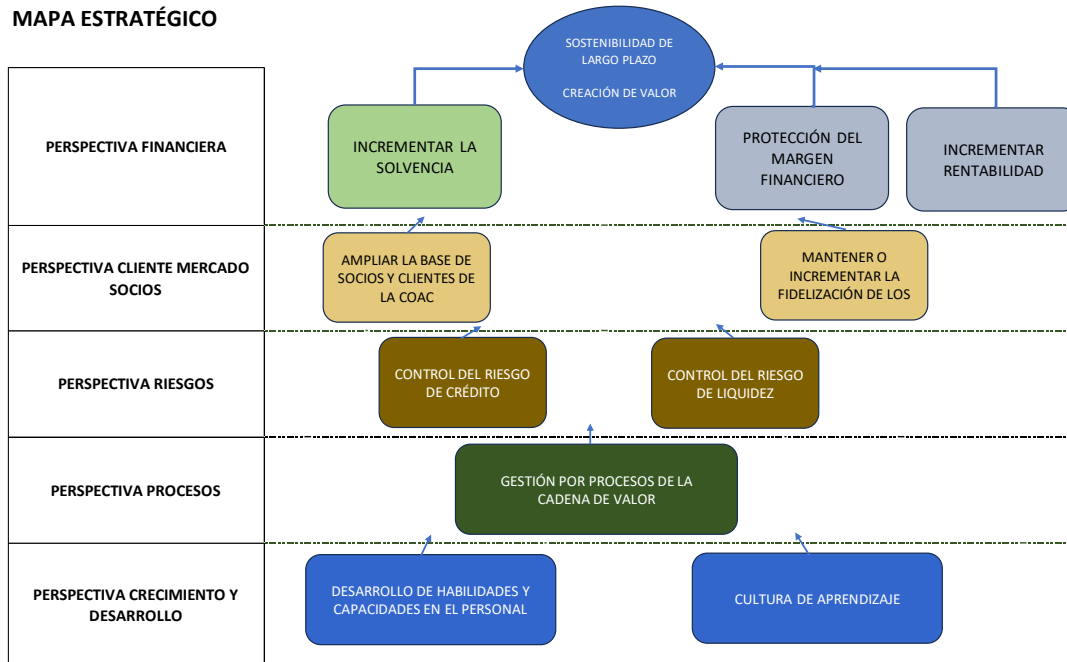 MAPA ESTRATÉGICO
SOSTENIBILIDAD DE
LARGO PLAZO
CREACIÓN DE VALOR
PERSPECTIVA FINANCIERA
INCREMENTAR LA
SOLVENCIA
PROTECCIÓN DEL
MARGEN
FINANCIERO
INCREMENTAR
RENTABILIDAD
PERSPECTIVA CLIENTE MERCADO
SOCIOS
AMPLIAR LA BASE DE
SOCIOS Y CLIENTES DE
LA COAC
MANTENER O
INCREMENTAR LA
FIDELIZACIÓN DE LOS
PERSPECTIVA RIESGOS
CONTROL DEL RIESGO
DE CRÉDITO
CONTROL DEL RIESGO
DE LIQUIDEZ
PERSPECTIVA PROCESOS
GESTIÓN POR PROCESOS DE LA
CADENA DE VALOR
PERSPECTIVA CRECIMIENTO Y
DESARROLLO
DESARROLLO DE HABILIDADES Y
CAPACIDADES EN EL PERSONAL
CULTURA DE APRENDIZAJE